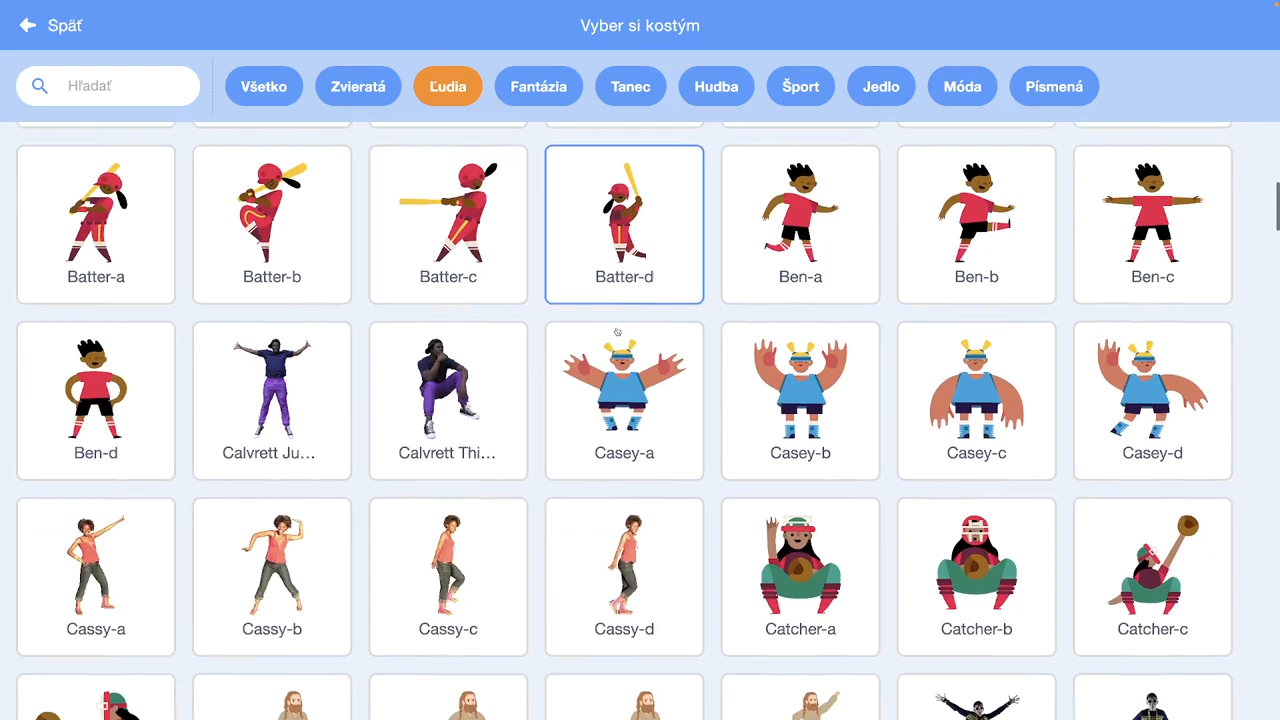 Späť
Vyber si kostým
Hľadať
Všetko
Zvieratá
Ľudia
Fantázia
Tanec
Hudba
Šport
Jedlo
Móda
Písmená
Batter-a
Batter-b
Batter-c
Batter-d
Ben-a
Ben-b
Ben-c
Ben-d
Calvrett Ju...
Calvrett Thi...
Casey-a
Casey-b
Casey-c
Casey-d
Cassy-a
Cassy-b
Cassy-c
Cassy-d
Catcher-a
Catcher-b
Catcher-c